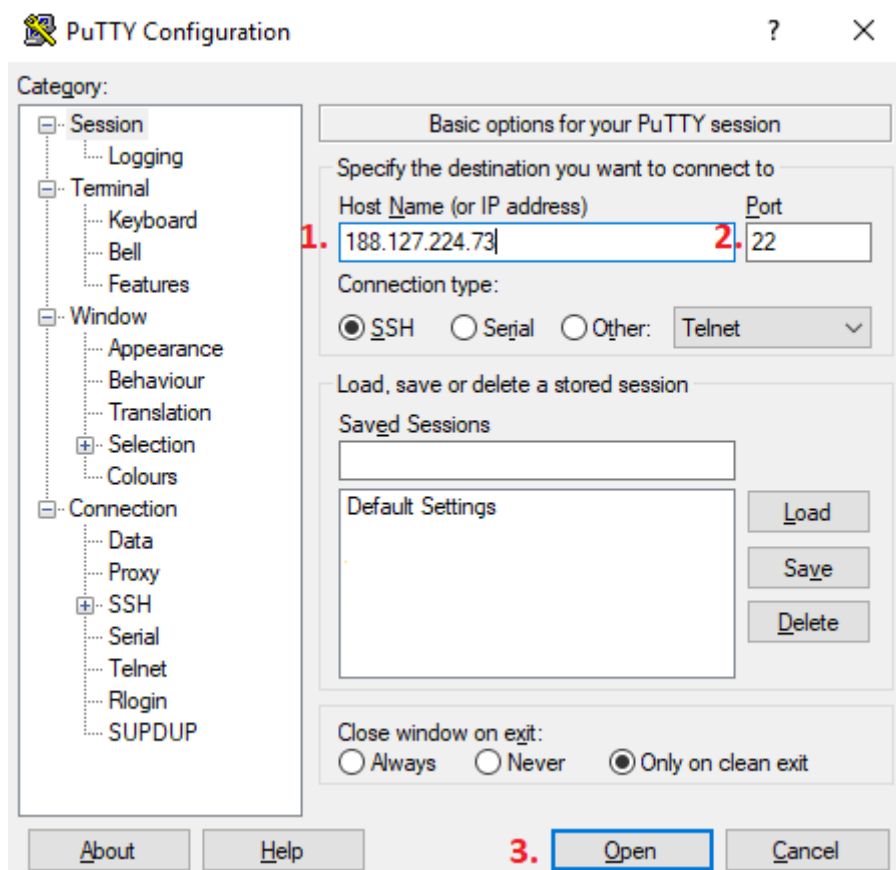 PuTTY Configuration
?
Category:
Session
Logging
Terminal
Keyboard
Bell
Features
Window
Appearance
Behaviour
Translation
Selection
Colours
Connection
Data
Proxy
SSH
Serial
Telnet
Rlogin
SUPDUP
Basic options for your PuTTY session
Specify the destination you want to connect to
Host Name (or IP address) Port
1. 188.127.224.73 2. 22
Connection type:
SSH Serial Other: Telnet
Load, save or delete a stored session
Saved Sessions
Default Settings
Load
Save
Delete
Close window on exit:
Always Never Only on clean exit
About Help 3. Open Cancel